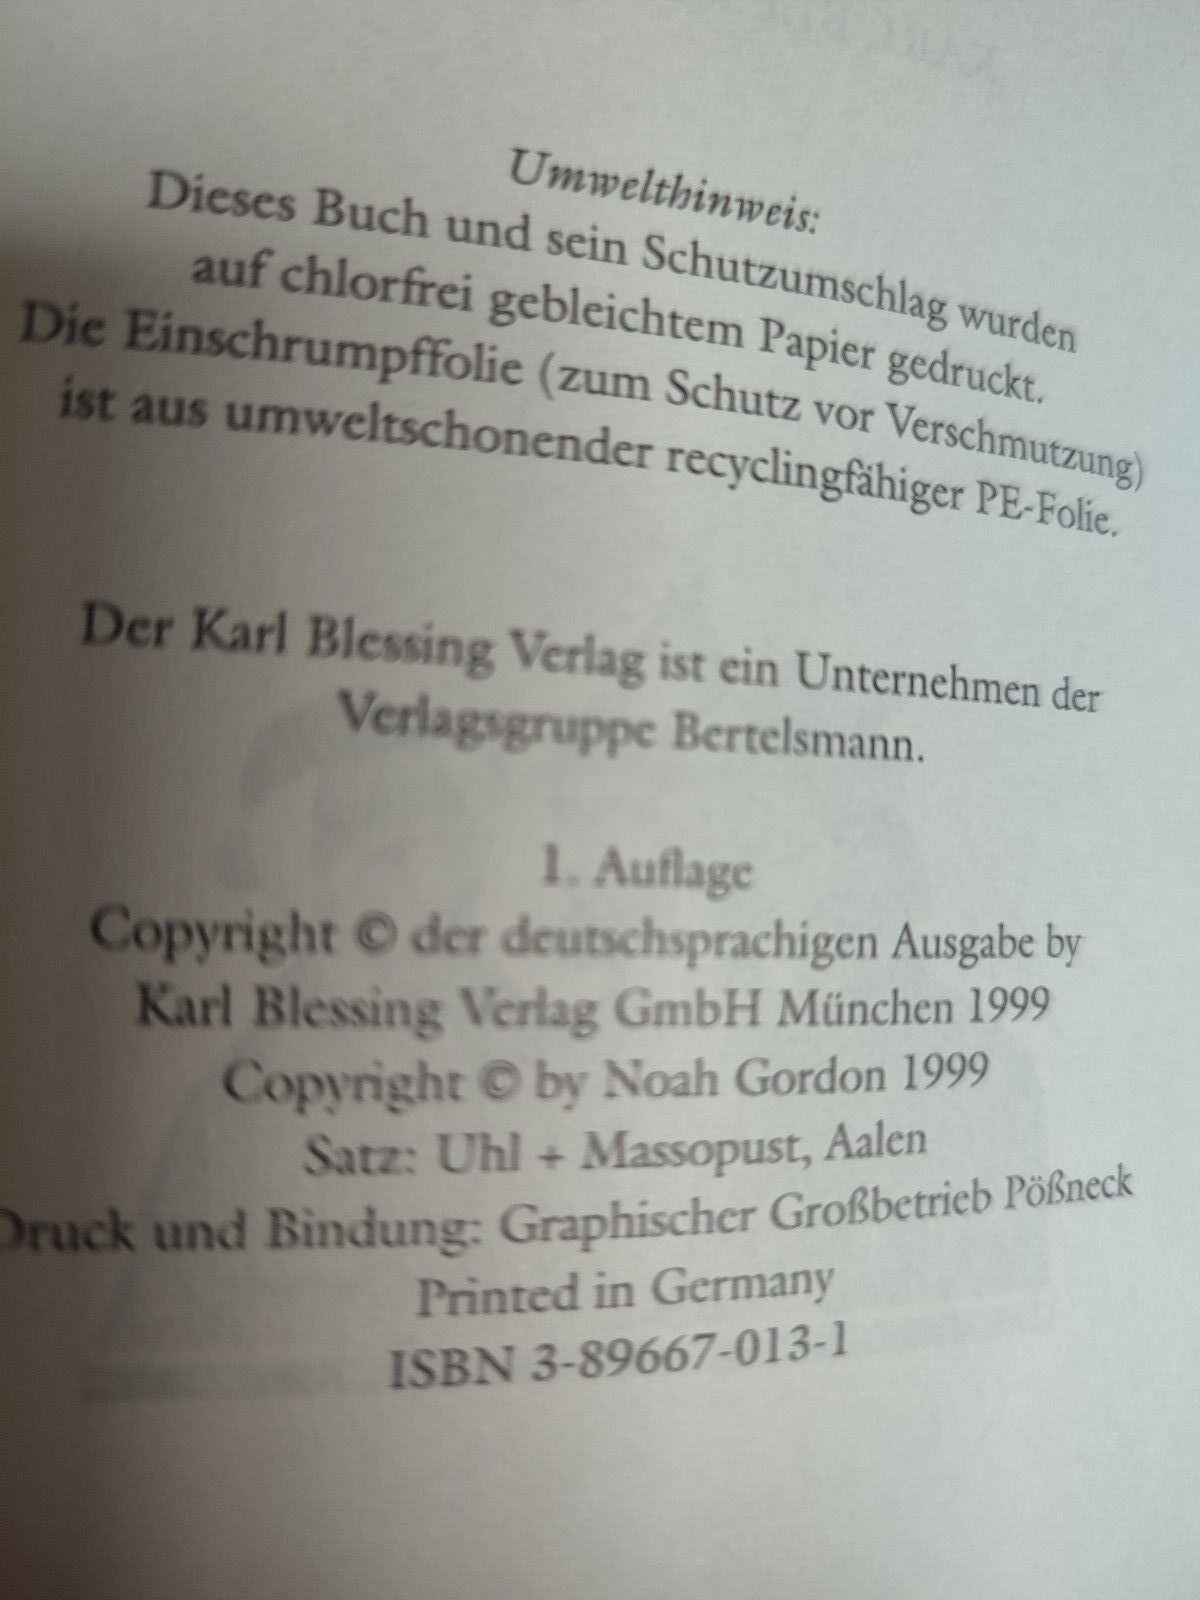 Umwelthinweis:
Dieses Buch und sein Schutzumschlag wurden
auf chlorfrei gebleichtem Papier gedruckt.
Die Einschrumpffolie (zum Schutz vor Verschmutzung)
ist aus umweltschonender recyclingfähiger PE-Folie.
Der Karl Blessing Verlag ist ein Unternehmen der
Verlagsgruppe Bertelsmann.
1. Auflage
Copyright © der deutschsprachigen Ausgabe by
Karl Blessing Verlag GmbH München 1999
Copyright © by Noah Gordon 1999
Satz: Uhl + Massopust, Aalen
Druck und Bindung: Graphischer Großbetrieb Pößneck
Printed in Germany
ISBN 3-89667-013-1